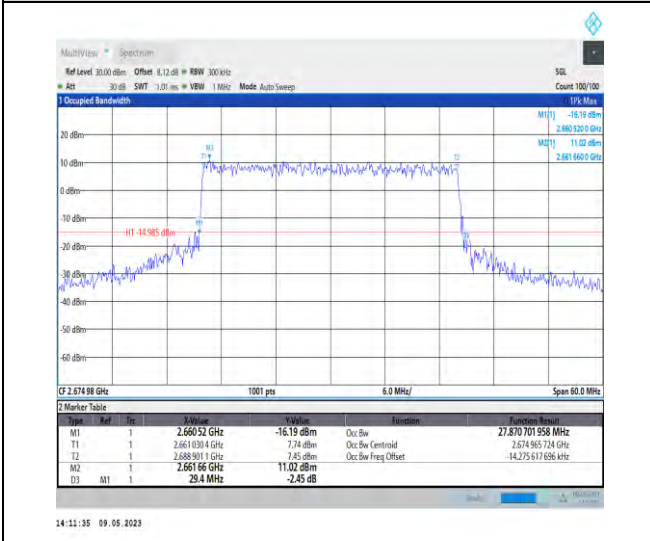 MultiView Spectrum
Ref Level 30.00 dBm Offset 8.12 dB RBW 300 kHz SGL
Att 30 dB SWT 1.01 ms VBW 1 MHz Mode Auto Sweep Count 100/100
1 Occupied Bandwidth 1Pk Max
M1[1] -16.19 dBm
2.660 520 0 GHz
M2[1] 11.02 dBm
2.661 660 0 GHz
20 dBm
M2
T1 T2
10 dBm
0 dBm
-10 dBm
H1 -14.985 dBm
-20 dBm
-30 dBm
-40 dBm
-50 dBm
-60 dBm
CF 2.674 98 GHz 1001 pts 6.0 MHz/ Span 60.0 MHz
2 Marker Table
Type Ref Trc X-Value Y-Value Function Function Result
M1 1 2.660 52 GHz -16.19 dBm Occ Bw 27.870 701 958 MHz
T1 1 2.661 030 4 GHz 7.74 dBm Occ Bw Centroid 2.674 965 724 GHz
T2 1 2.688 901 1 GHz 7.45 dBm Occ Bw Freq Offset -14.275 617 696 kHz
M2 1 2.661 66 GHz 11.02 dBm
D3 M1 1 29.4 MHz -2.45 dB
14:11:35 09.05.2023